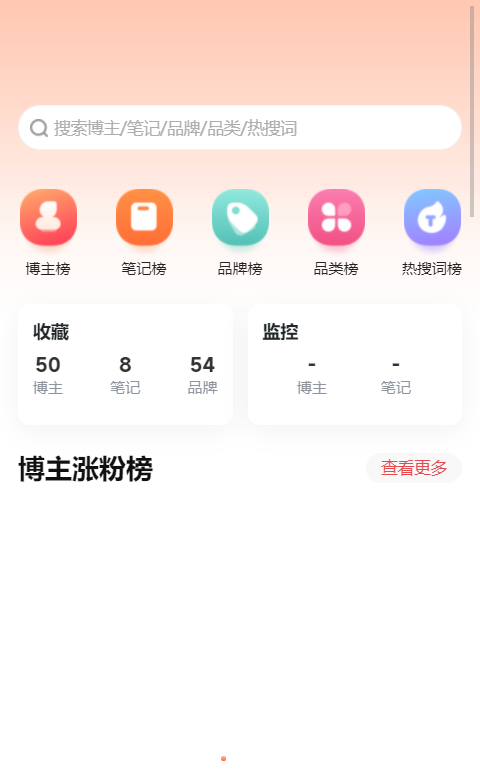 搜索博主/笔记/品牌/品类/热搜词
博主榜 笔记榜 品牌榜 品类榜 热搜词榜
收藏 监控
50 8 54 - -
博主 笔记 品牌 博主 笔记
博主涨粉榜 查看更多